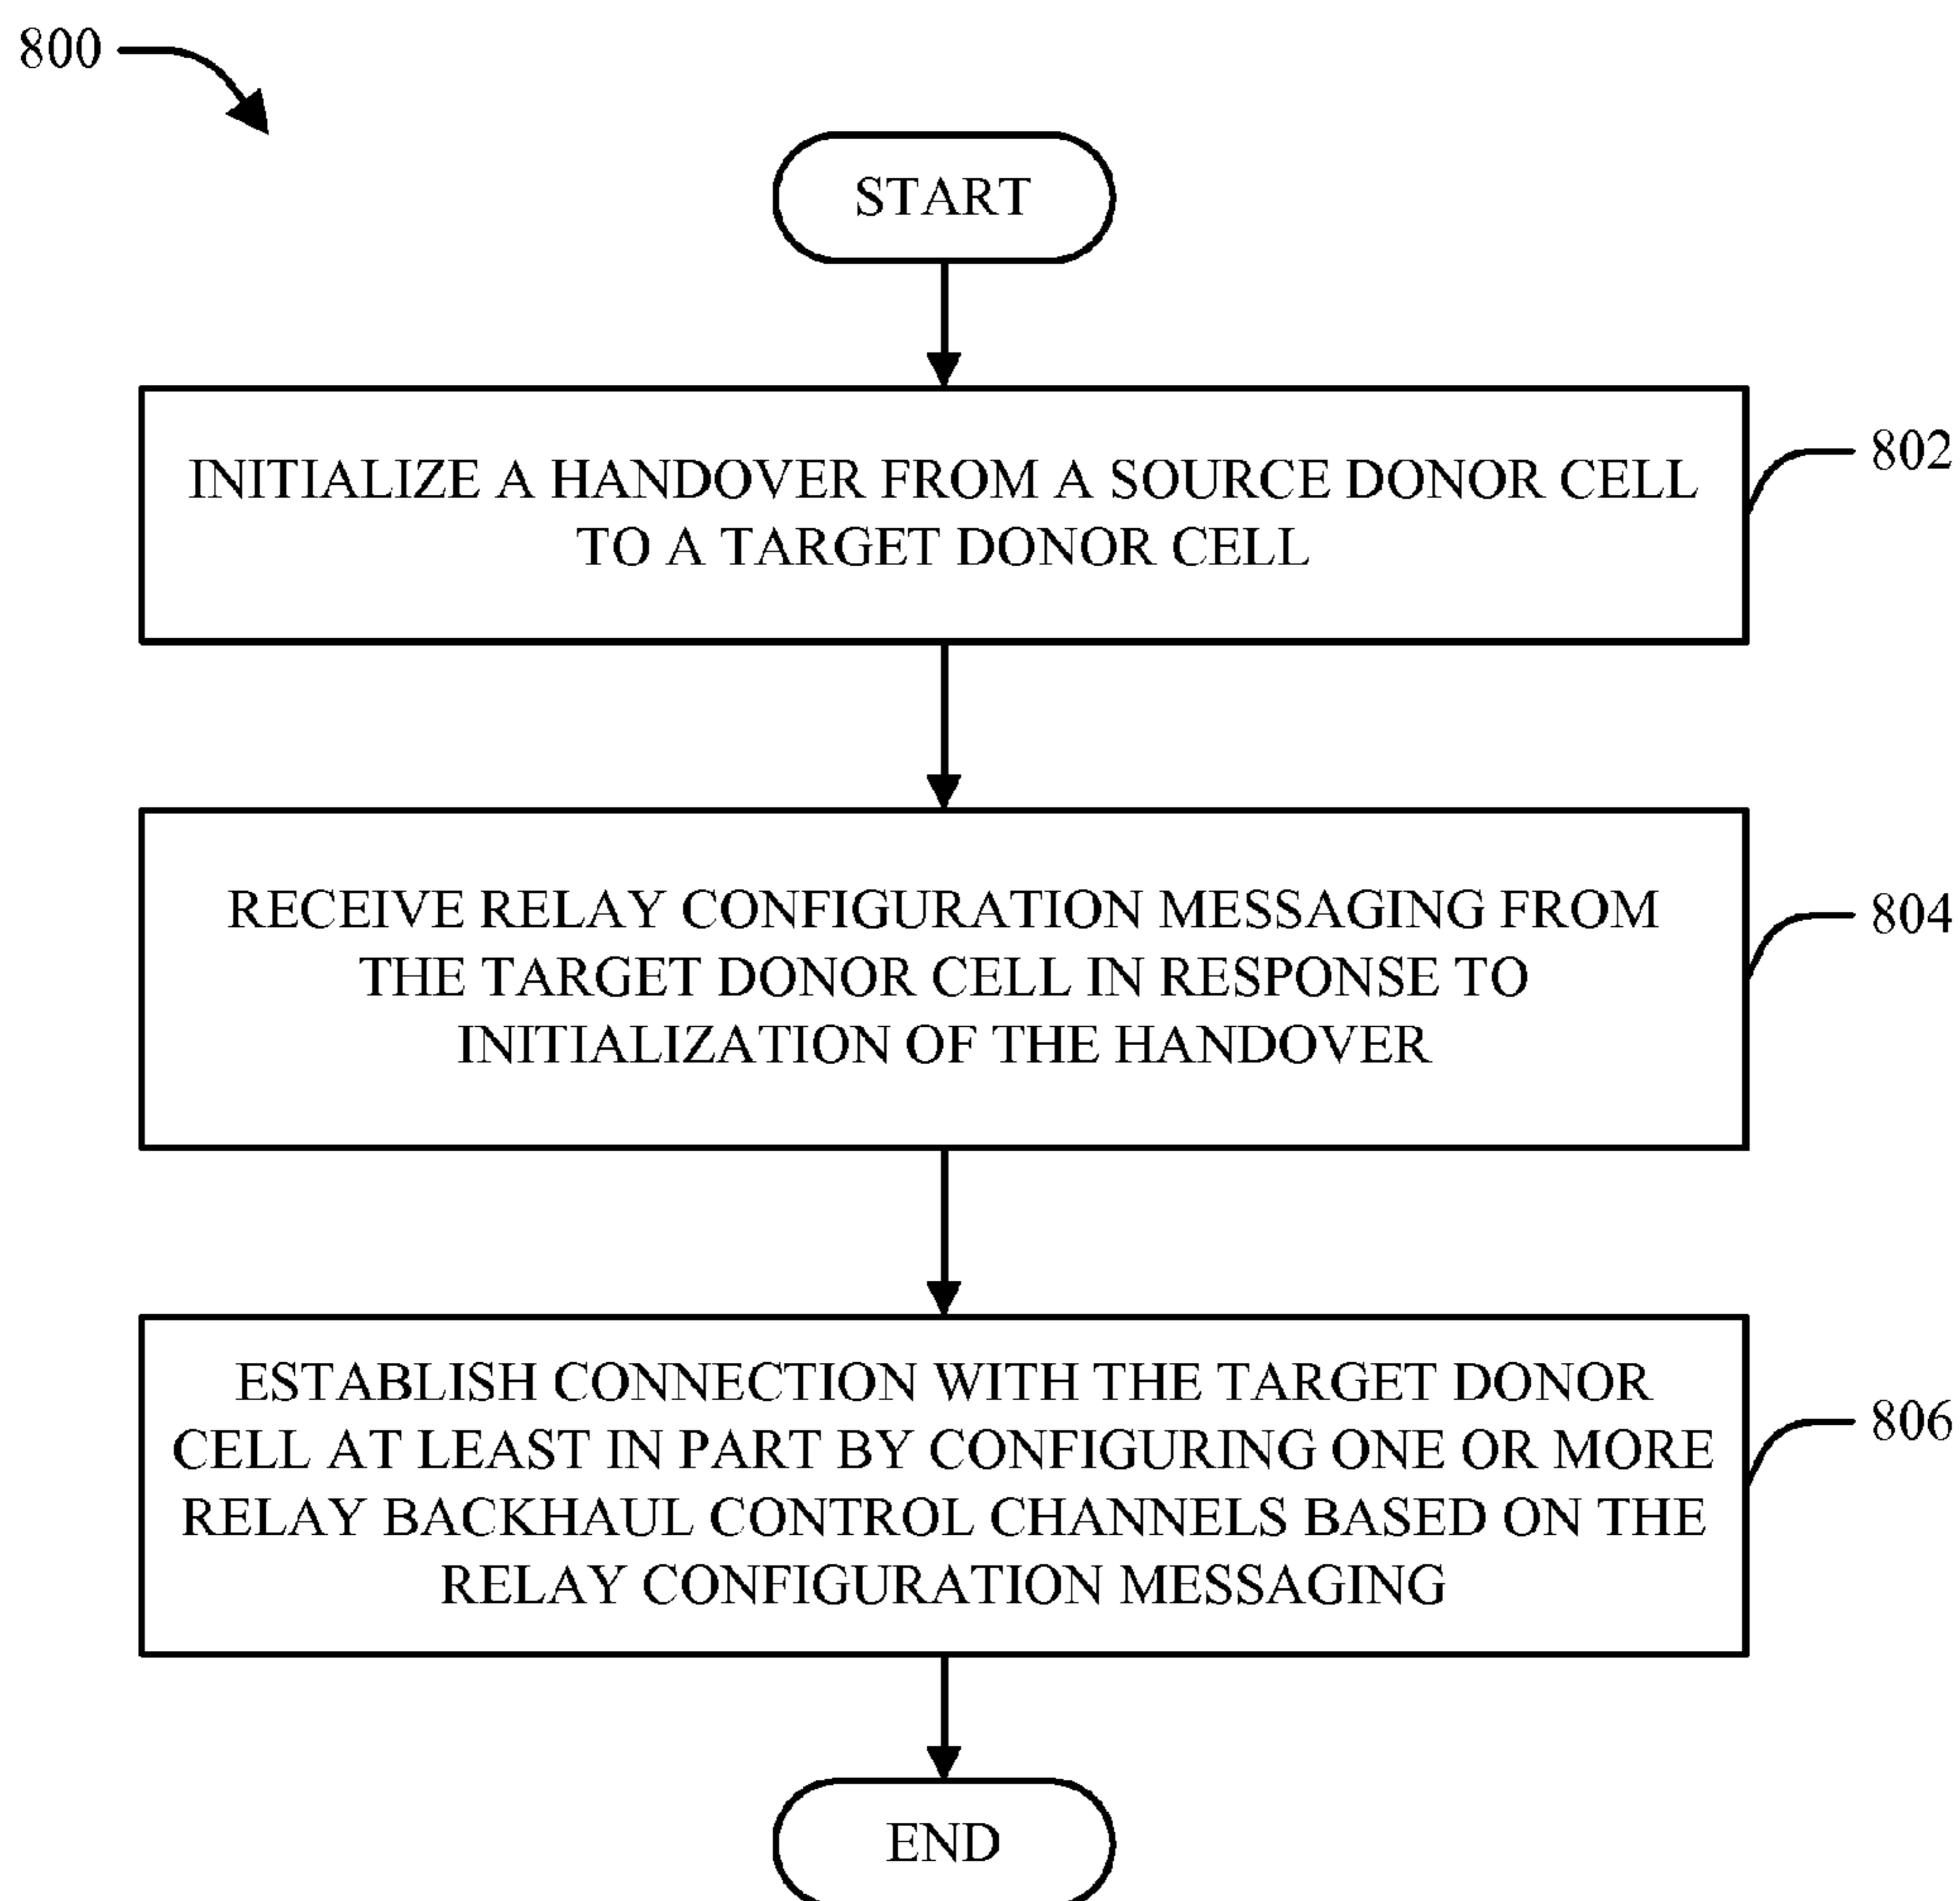 800
START
INITIALIZE A HANDOVER FROM A SOURCE DONOR CELL
TO A TARGET DONOR CELL
802
RECEIVE RELAY CONFIGURATION MESSAGING FROM
THE TARGET DONOR CELL IN RESPONSE TO
INITIALIZATION OF THE HANDOVER
804
ESTABLISH CONNECTION WITH THE TARGET DONOR
CELL AT LEAST IN PART BY CONFIGURING ONE OR MORE
RELAY BACKHAUL CONTROL CHANNELS BASED ON THE
RELAY CONFIGURATION MESSAGING
806
END